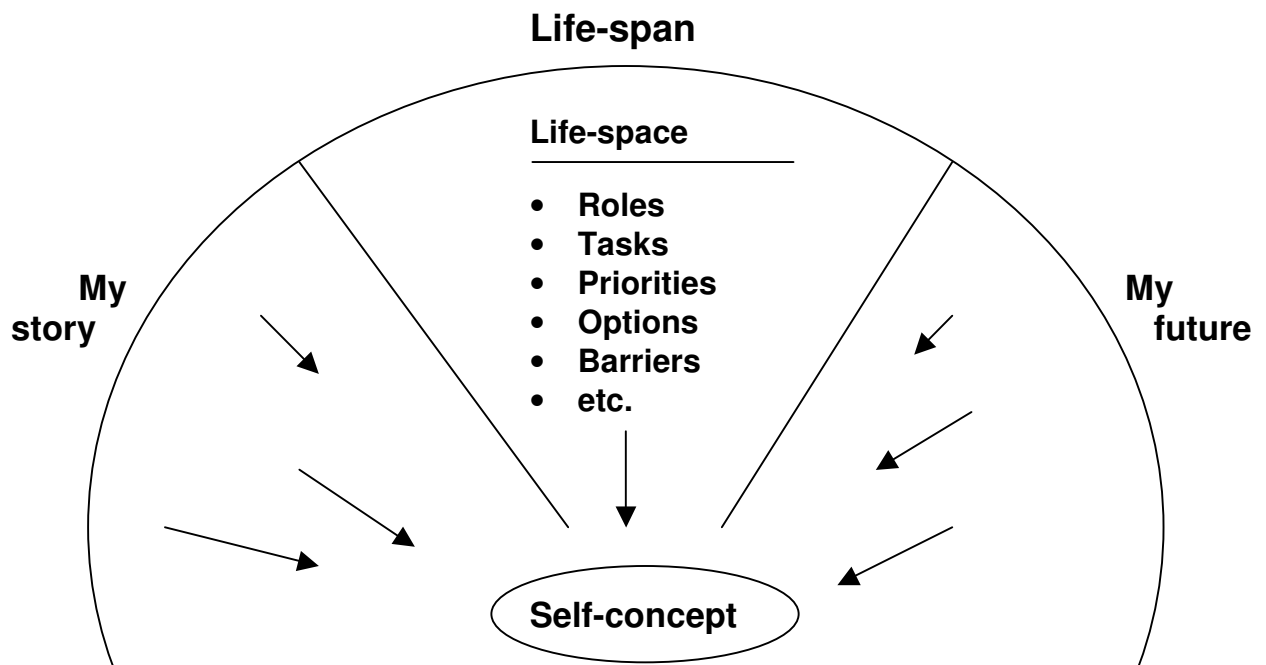 Life-span
Life-space
• Roles
• Tasks
• Priorities
• Options
• Barriers
• etc.
My
story
My
future
Self-concept